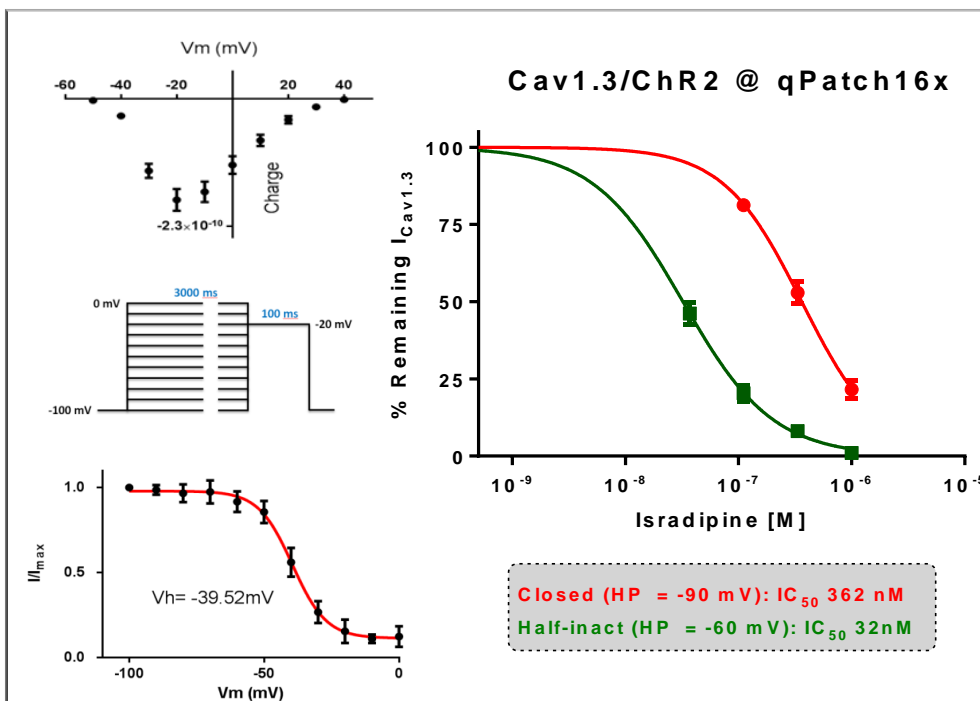 Vm (mV)
-60 -40 -20 0 20 40
Charge
-2.3×10-10
3000 ms
0 mV
100 ms
-20 mV
-100 mV
1.0
0.5
0.0
I/Imax
Vh= -39.52mV
-100 -50 0
Vm (mV)
Cav1.3/ChR2 @ qPatch16x
% Remaining ICav1.3
100
75
50
25
0
10-9 10-8 10-7 10-6 10-5
Isradipine [M]
Closed (HP = -90 mV): IC50 362 nM
Half-inact (HP = -60 mV): IC50 32nM